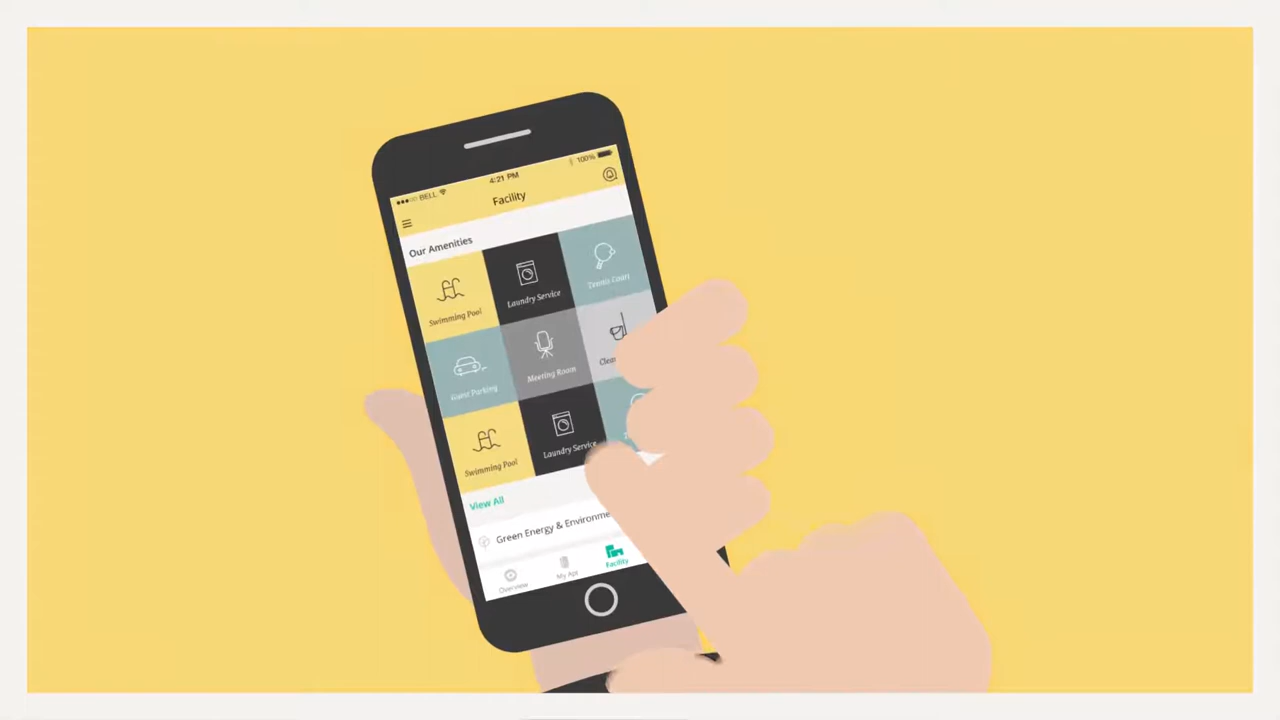 BELL 4:21 PM 100%
Facility
Our Amenities
Swimming Pool Laundry Service Tennis Court
Guest Parking Meeting Room
Swimming Pool Laundry Service
View All
Green Energy &
Overview My Apt Facility